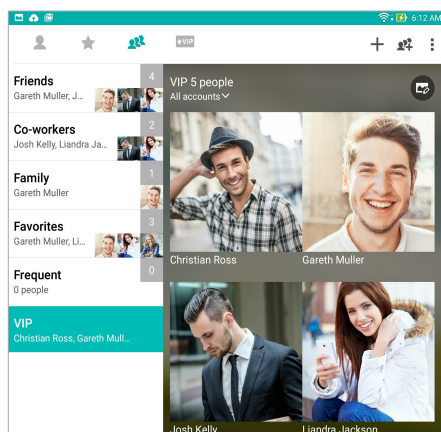 6:12 AM
★VIP
Friends
4
Gareth Muller, J...
Co-workers
2
Josh Kelly, Liandra Ja...
Family
1
Gareth Muller
Favorites
3
Gareth Muller, Li...
Frequent
0
0 people
VIP
Christian Ross, Gareth Mull...
VIP 5 people
All accounts
Christian Ross
Gareth Muller
Josh Kelly
Liandra Jackson